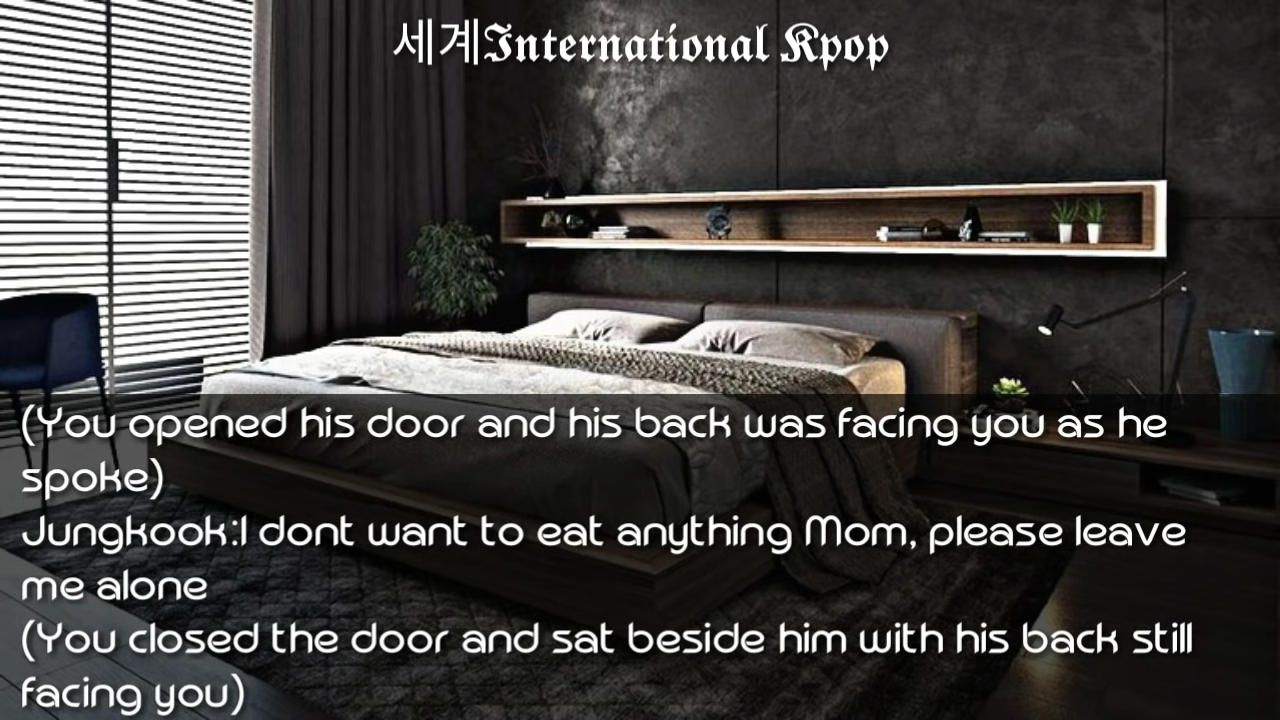 세계International Kpop
(You opened his door and his back was facing you as he
spoke)
Jungkook:I dont want to eat anything Mom, please leave
me alone
(You closed the door and sat beside him with his back still
facing you)